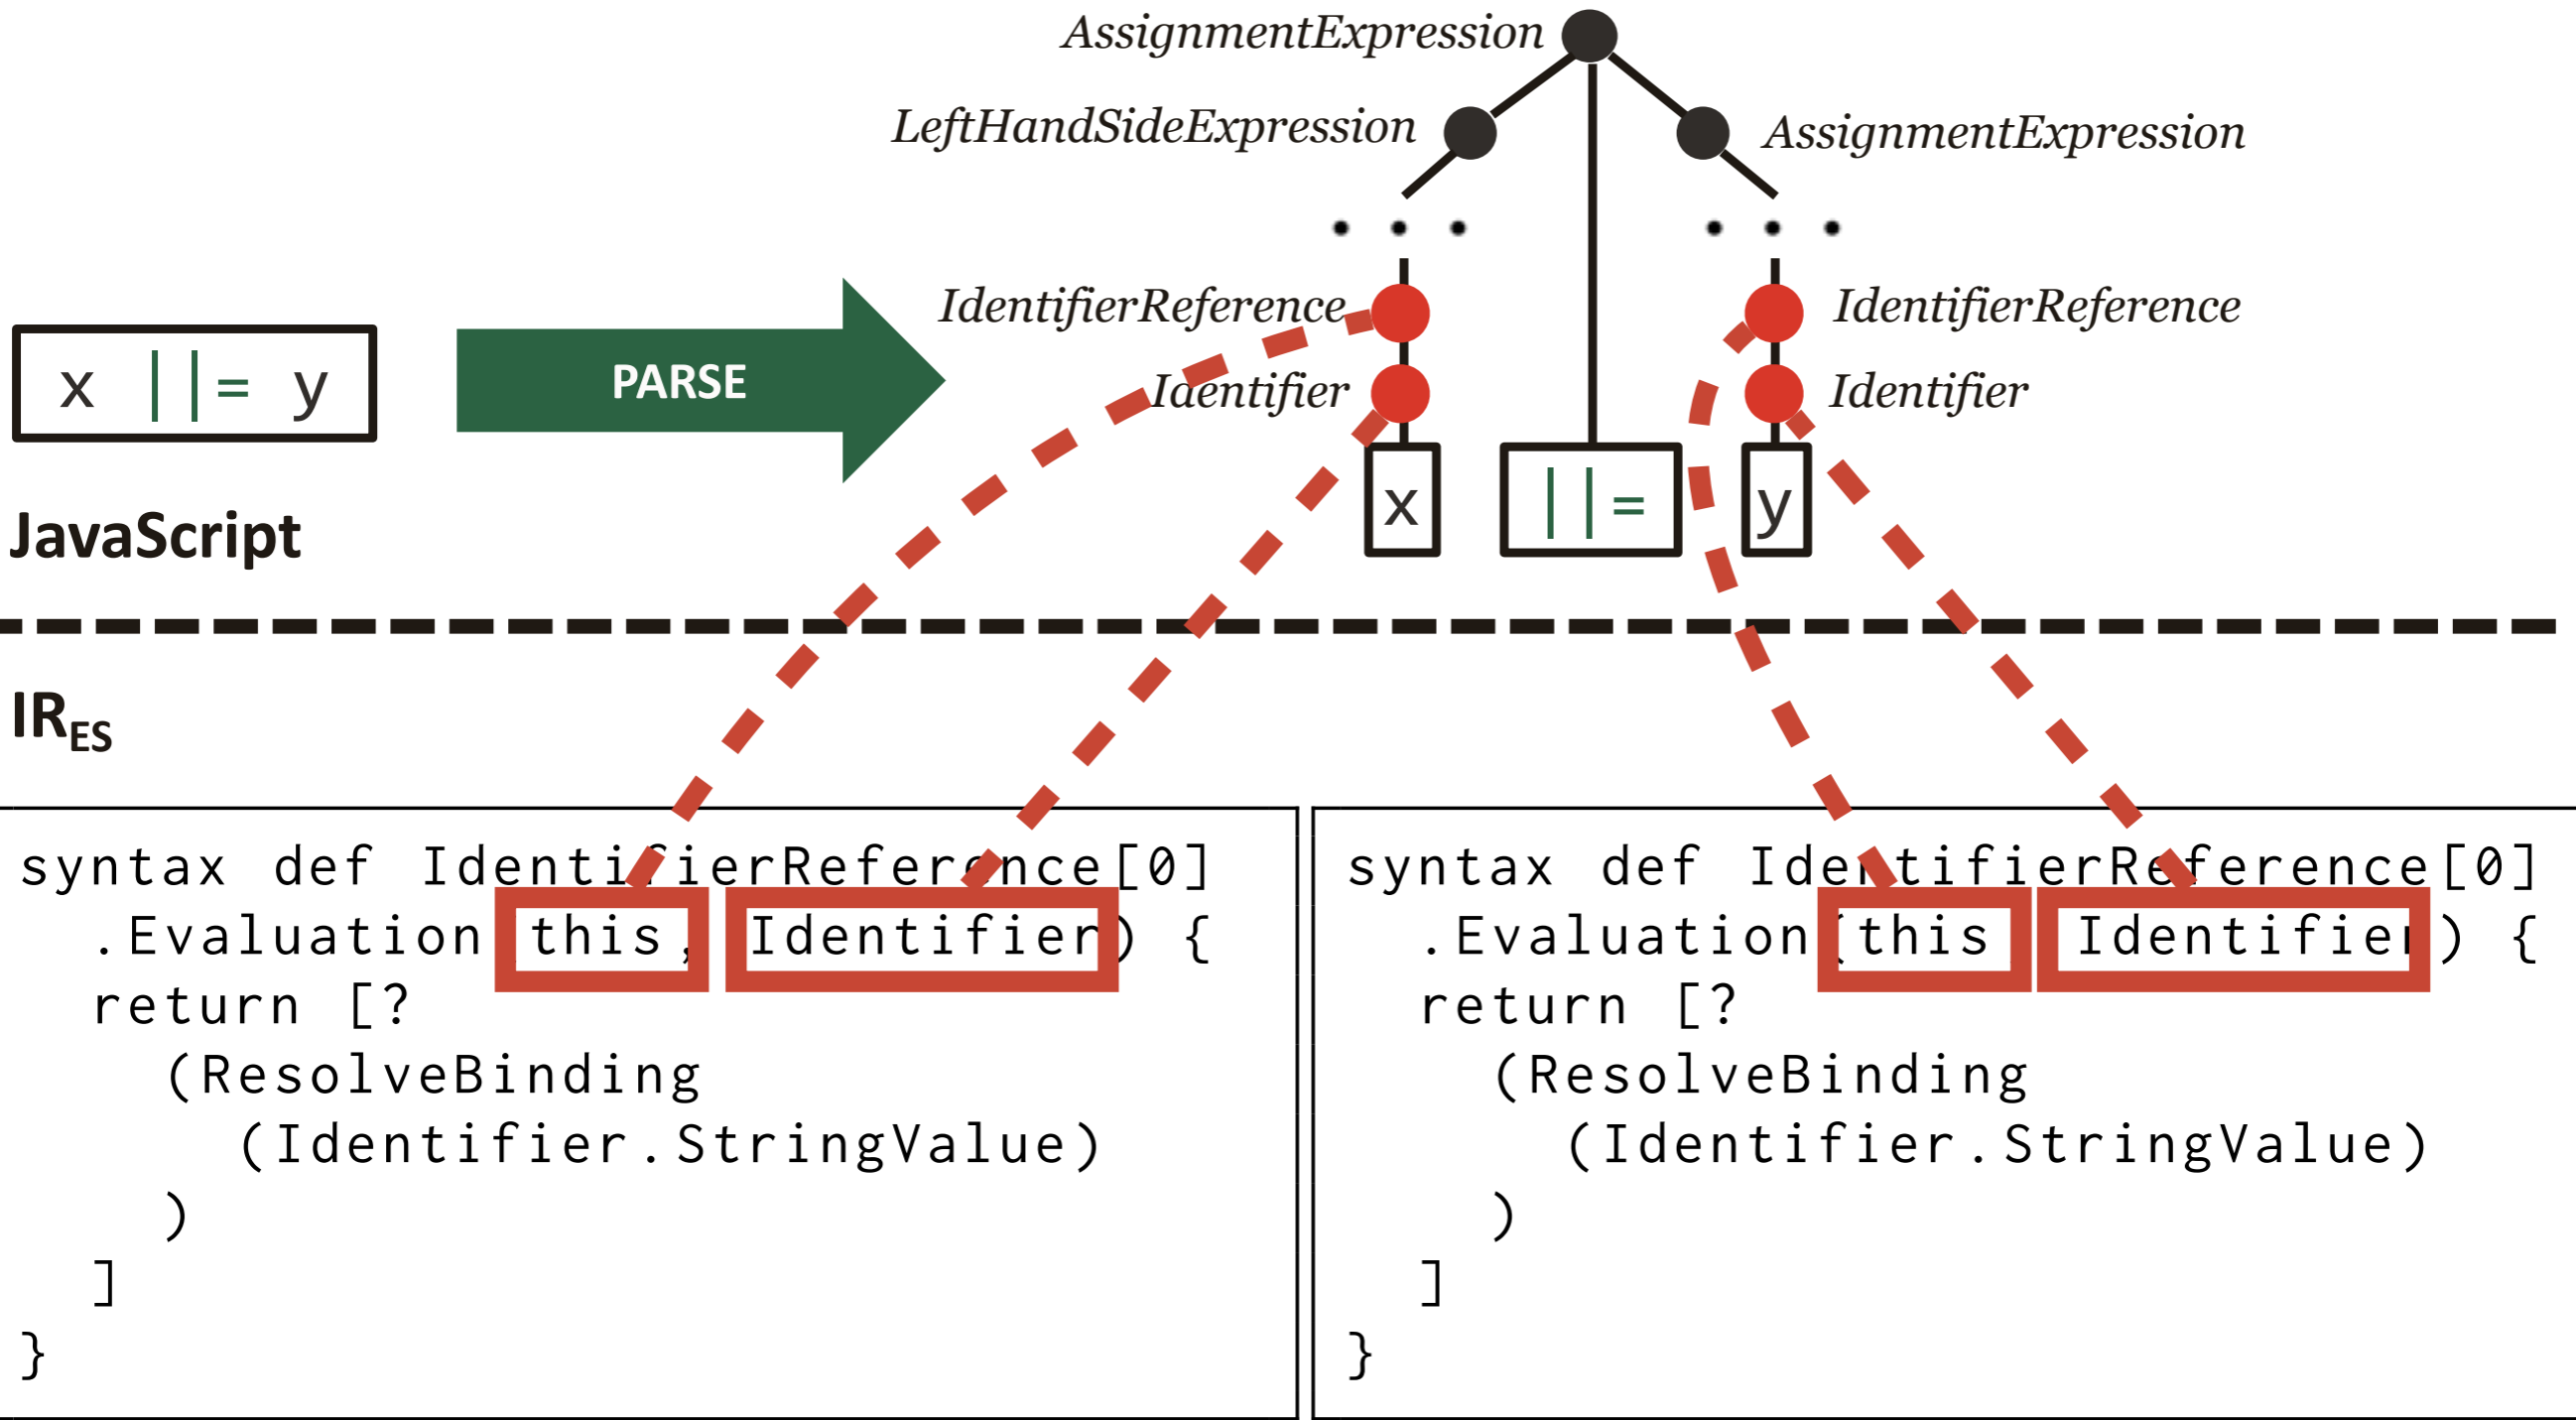 AssignmentExpression
LeftHandSideExpression
AssignmentExpression
IdentifierReference
IdentifierReference
x ||= y
PARSE
Identifier
Identifier
x
||=
y
JavaScript
IR_ES
syntax def IdentifierReference[0]
.Evaluation this, Identifier) {
return [?
(ResolveBinding
(Identifier.StringValue)
)
]
}
syntax def IdentifierReference[0]
.Evaluation(this Identifier) {
return [?
(ResolveBinding
(Identifier.StringValue)
)
]
}